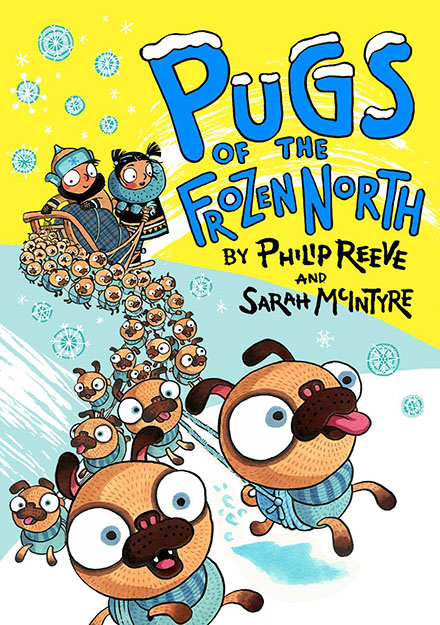 PUGS
OF THE
FROZEN NORTH
BY PHILIP REEVE
AND
SARAH MCINTYRE